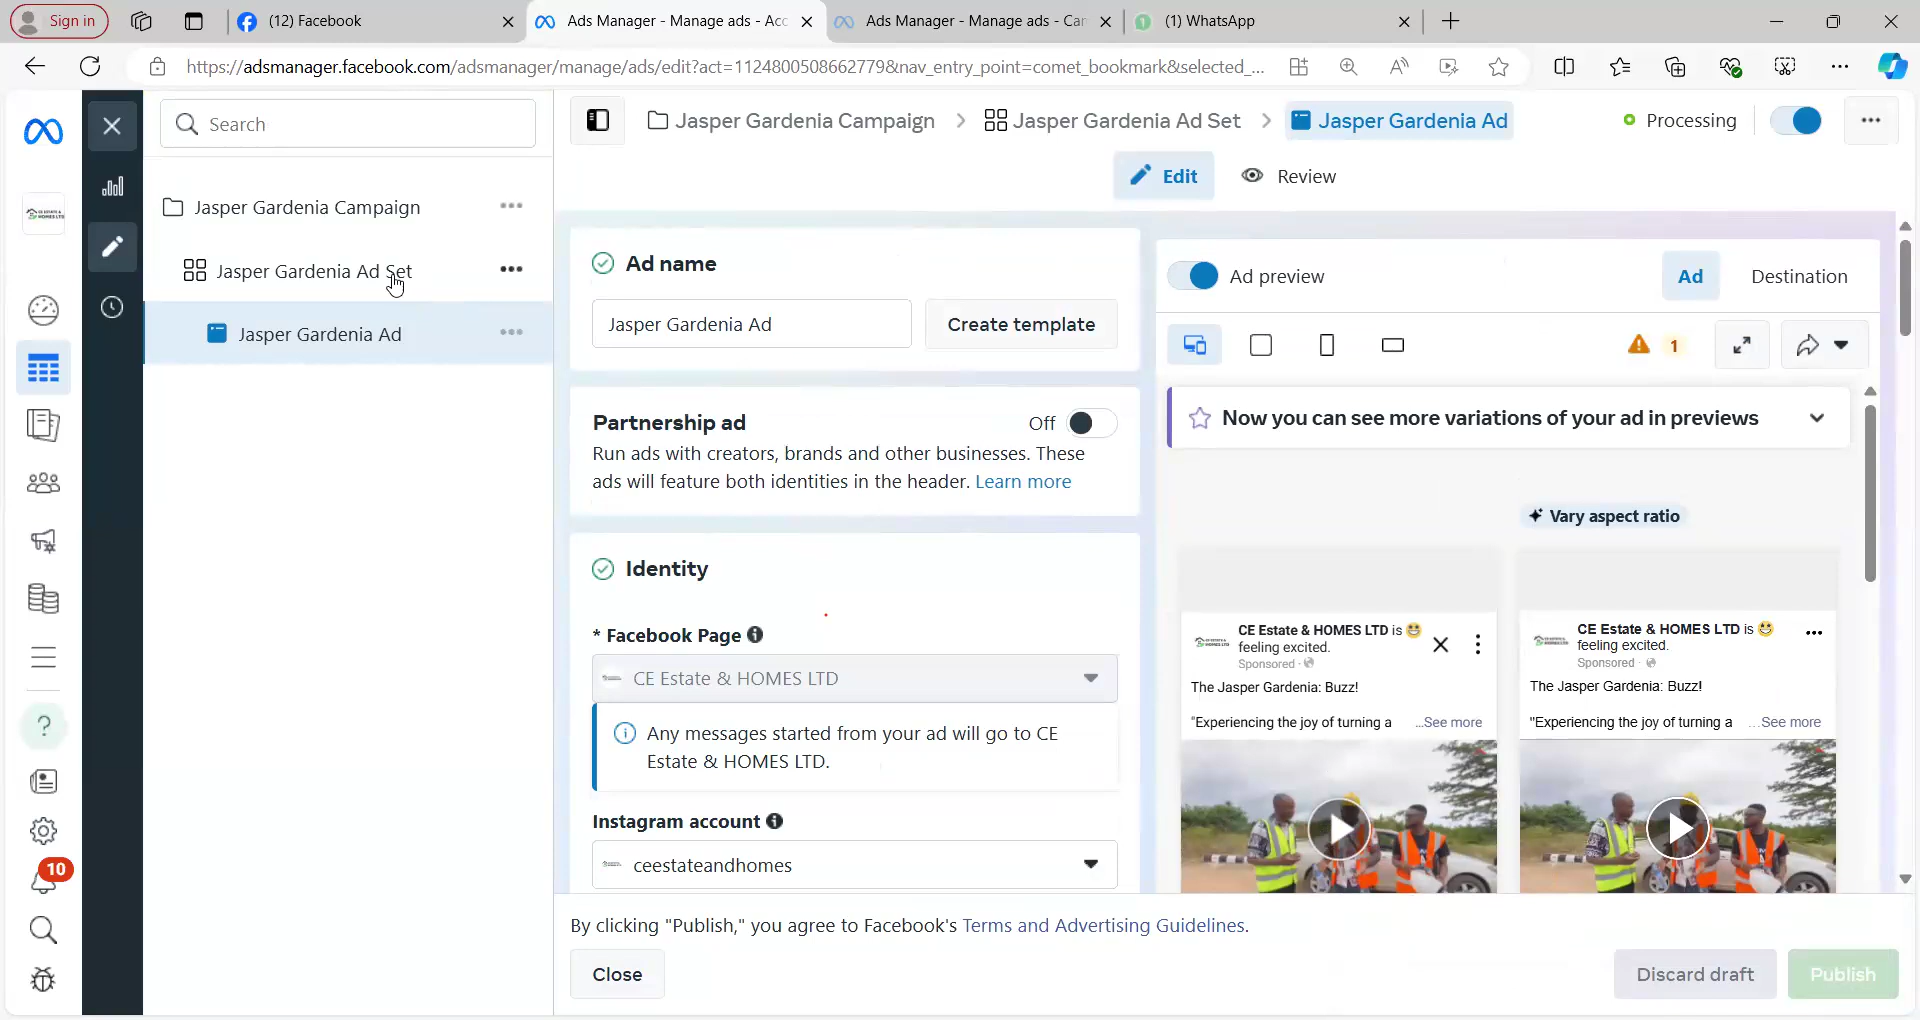 Sign in
(12) Facebook
Ads Manager - Manage ads - Acc
Ads Manager - Manage ads - Car
(1) WhatsApp
https://adsmanager.facebook.com/adsmanager/manage/ads/edit?act=1124800508662779&nav_entry_point=comet_bookmark&selected_...
Search
Jasper Gardenia Campaign
Jasper Gardenia Ad Set
Jasper Gardenia Ad
Jasper Gardenia Campaign > Jasper Gardenia Ad Set > Jasper Gardenia Ad
Processing
Edit
Review
Ad name
Jasper Gardenia Ad
Create template
Partnership ad
Off
Run ads with creators, brands and other businesses. These
ads will feature both identities in the header. Learn more
Identity
* Facebook Page
CE Estate & HOMES LTD
Any messages started from your ad will go to CE
Estate & HOMES LTD.
Instagram account
ceestateandhomes
Ad preview
Ad
Destination
1
Now you can see more variations of your ad in previews
Vary aspect ratio
CE Estate & HOMES LTD is 😀
feeling excited.
Sponsored ·
The Jasper Gardenia: Buzz!
"Experiencing the joy of turning a ...See more
CE Estate & HOMES LTD is 😀
feeling excited.
Sponsored ·
The Jasper Gardenia: Buzz!
"Experiencing the joy of turning a ...See more
10
By clicking "Publish," you agree to Facebook's Terms and Advertising Guidelines.
Close
Discard draft
Publish